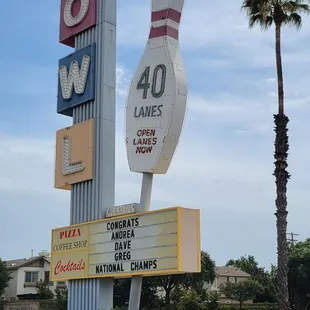 O
W
L
40
LANES
OPEN
LANES
NOW
PIZZA
COFFEE SHOP
Cocktails
CONGRATS
ANDREA
DAVE
GREG
NATIONAL CHAMPS